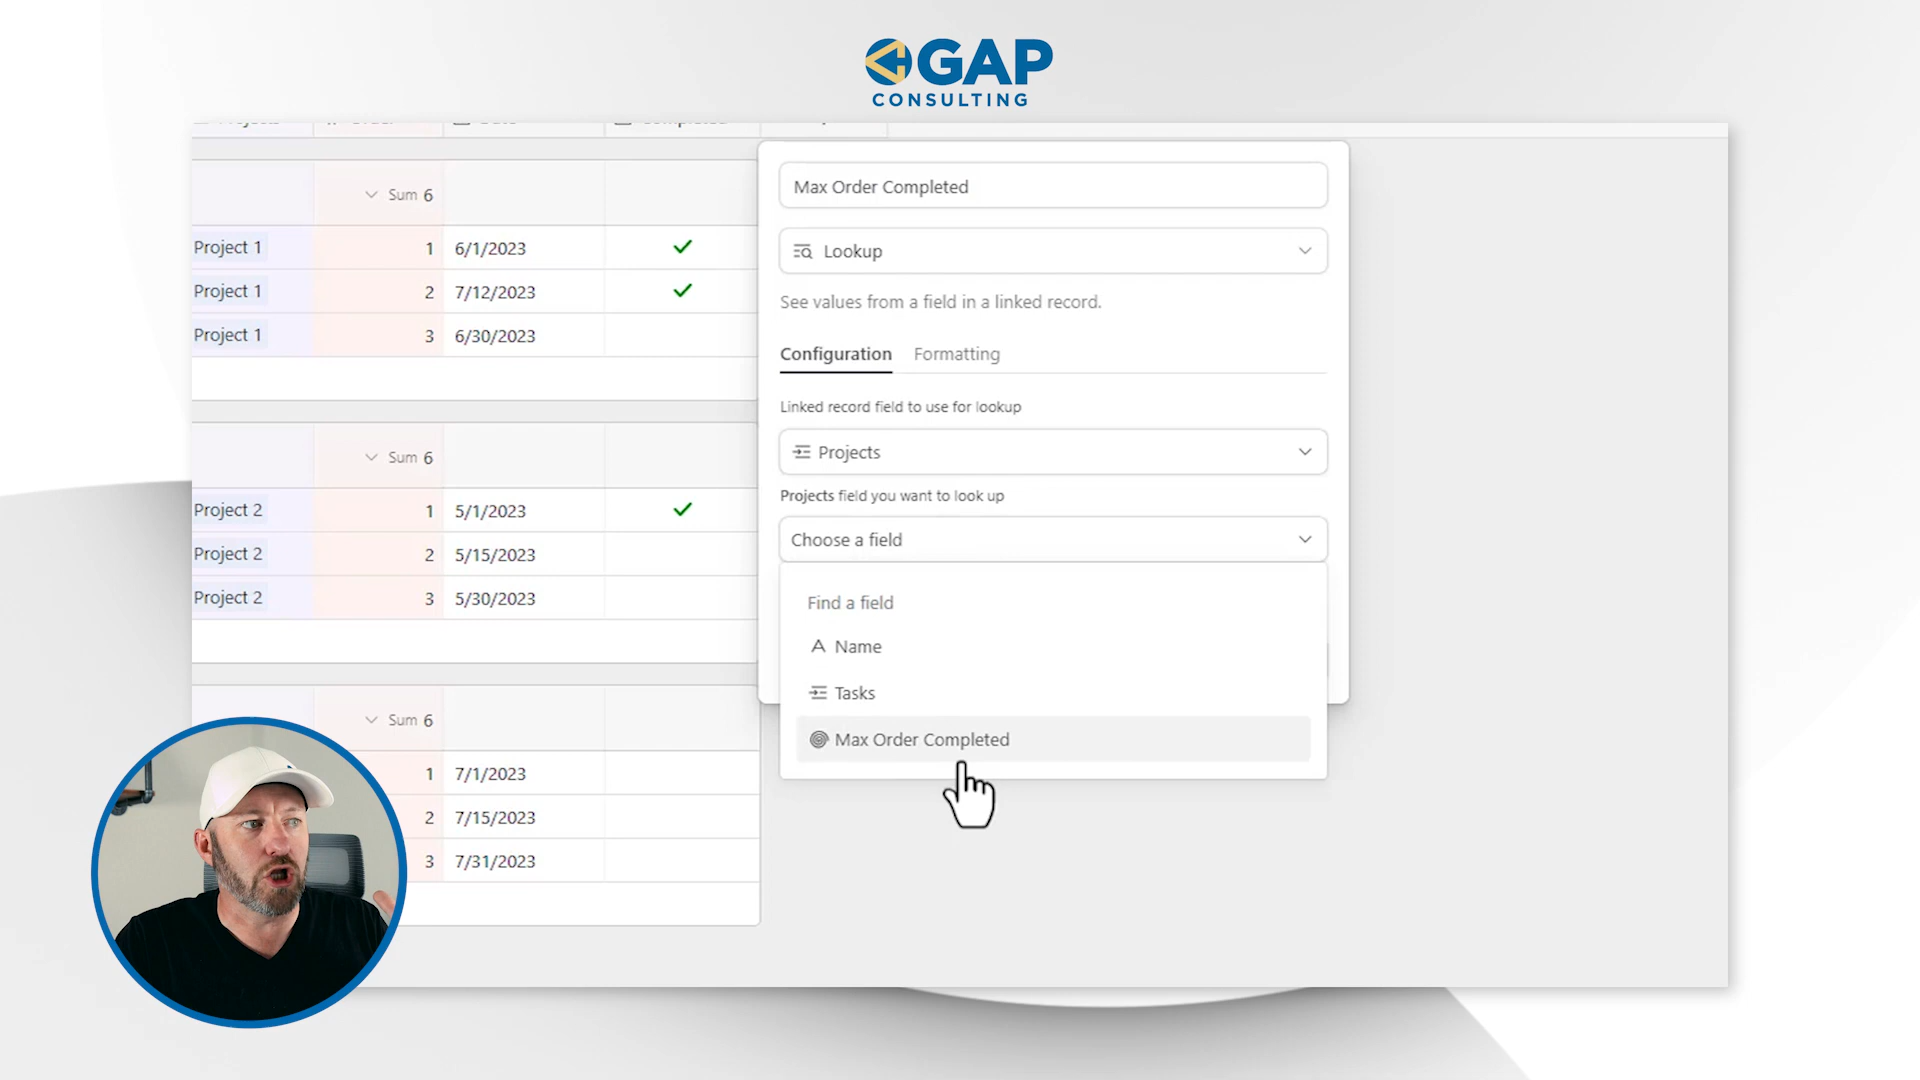 GAP
CONSULTING
Sum 6
Project 1 1 6/1/2023
Project 1 2 7/12/2023
Project 1 3 6/30/2023
Sum 6
Project 2 1 5/1/2023
Project 2 2 5/15/2023
Project 2 3 5/30/2023
Sum 6
1 7/1/2023
2 7/15/2023
3 7/31/2023
Max Order Completed
Lookup
See values from a field in a linked record.
Configuration Formatting
Linked record field to use for lookup
Projects
Projects field you want to look up
Choose a field
Find a field
Name
Tasks
Max Order Completed